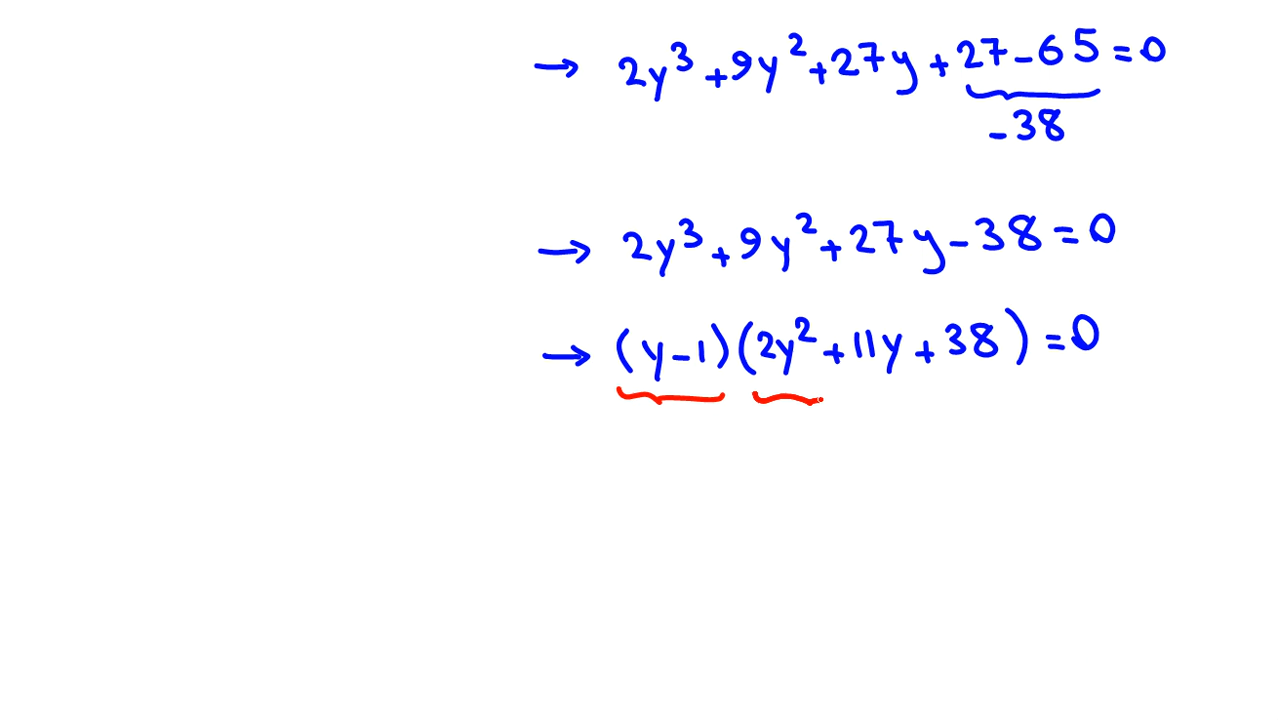 → 2y³ + 9y² + 27y + 27 - 65 = 0
- 38
→ 2y³ + 9y² + 27y - 38 = 0
→ (y - 1)(2y² + 11y + 38) = 0